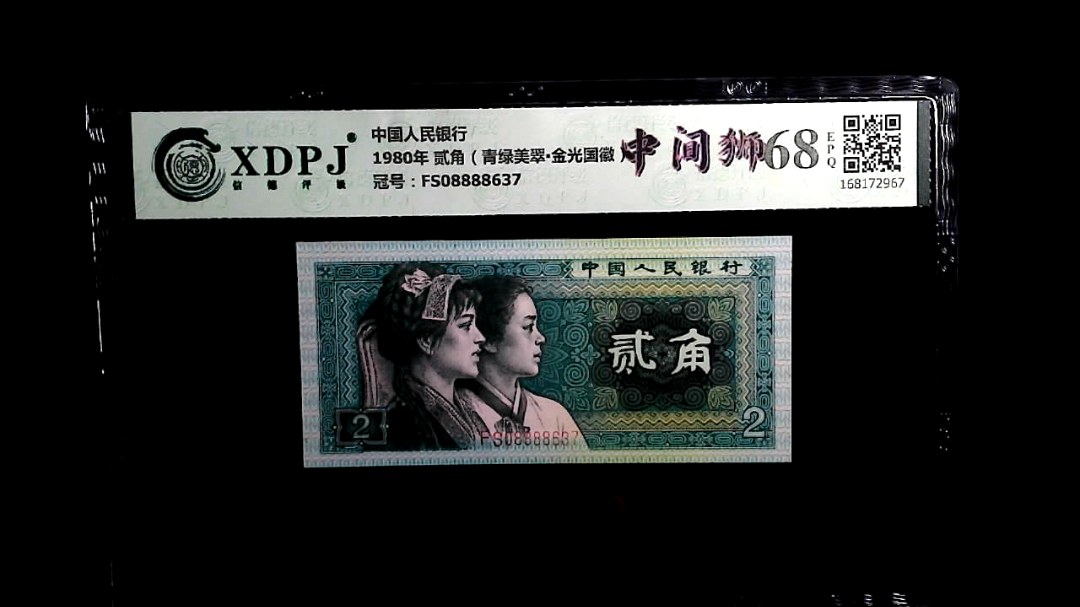 XDPJ®
信德评级
中国人民银行
1980年 贰角（青绿美翠·金光国徽
冠号：FS08888637
中间狮
68
EPQ
168172967
中国人民银行
贰角
2
2
FS08888637